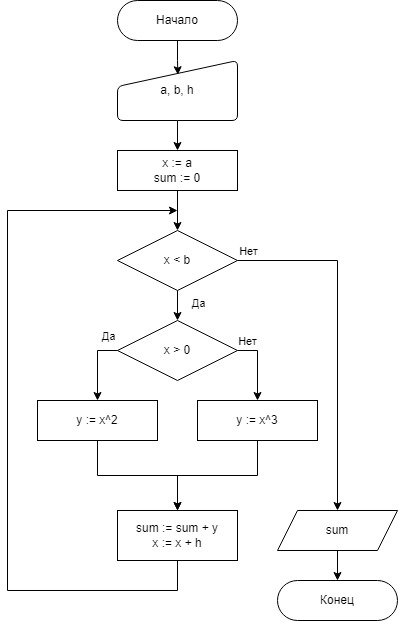 Начало
a, b, h
x := a
sum := 0
x < b
Нет
Да
x > 0
Да
Нет
y := x^2
y := x^3
sum := sum + y
x := x + h
sum
Конец